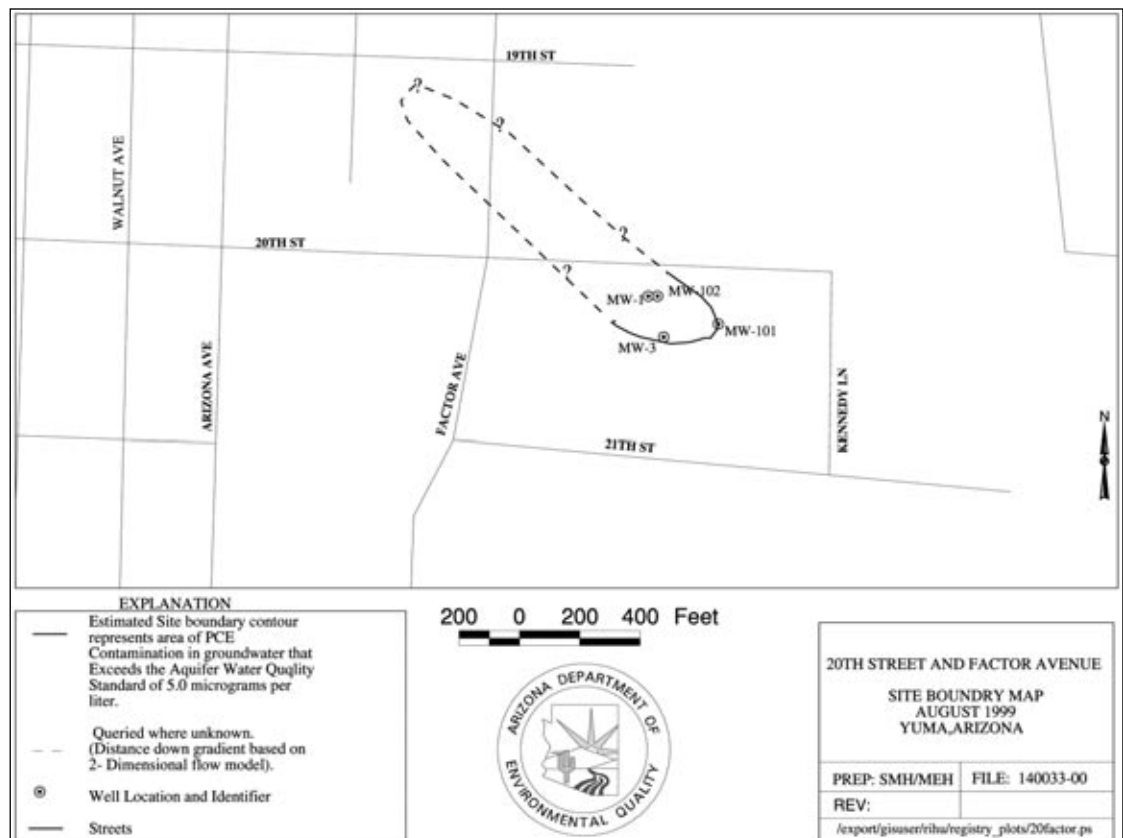 19TH ST
?
?
WALNUT AVE
?
20TH ST
?
MW-1
MW-102
MW-101
MW-3
ARIZONA AVE
FACTOR AVE
KENNEDY LN
N
21TH ST
EXPLANATION
Estimated Site boundary contour
represents area of PCE
Contamination in groundwater that
Exceeds the Aquifer Water Quqlity
Standard of 5.0 micrograms per
liter.
Queried where unknown.
(Distance down gradient based on
2- Dimensional flow model).
Well Location and Identifier
Streets
200 0 200 400 Feet
ARIZONA DEPARTMENT OF
ENVIRONMENTAL QUALITY
20TH STREET AND FACTOR AVENUE
SITE BOUNDRY MAP
AUGUST 1999
YUMA,ARIZONA
PREP: SMH/MEH FILE: 140033-00
REV:
/export/gisuser/rihu/registry_plots/20factor.ps